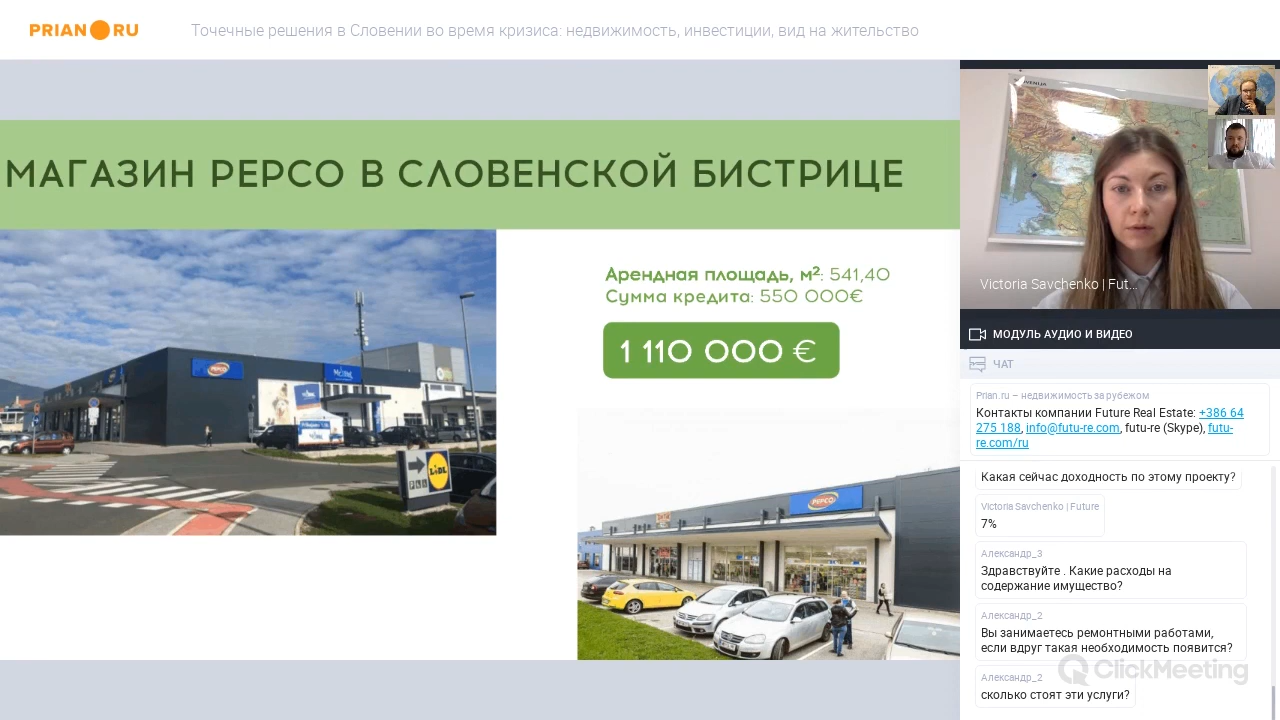 PRIAN RU
Точечные решения в Словении во время кризиса: недвижимость, инвестиции, вид на жительство
МАГАЗИН PEPCO В СЛОВЕНСКОЙ БИСТРИЦЕ
Арендная площадь, м²: 541,40
Сумма кредита: 550 000€
1 110 000 €
PEPCO
LiDL
PEPCO
Victoria Savchenko | Fut...
МОДУЛЬ АУДИО И ВИДЕО
ЧАТ
Prian.ru – недвижимость за рубежом
Контакты компании Future Real Estate: +386 64
275 188, info@futu-re.com, futu-re (Skype), futu-
re.com/ru
Какая сейчас доходность по этому проекту?
Victoria Savchenko | Future
7%
Александр_3
Здравствуйте . Какие расходы на
содержание имущество?
Александр_2
Вы занимаетесь ремонтными работами,
если вдруг такая необходимость появится?
ClickMeeting
Александр_2
сколько стоят эти услуги?